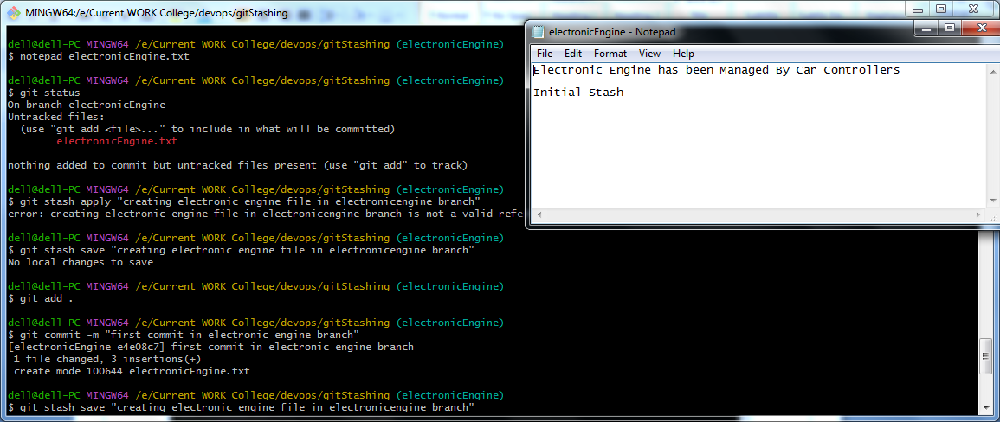 MINGW64:/e/Current WORK College/devops/gitStashing
dell@dell-PC MINGW64 /e/Current WORK College/devops/gitStashing (electronicEngine)
$ notepad electronicEngine.txt
dell@dell-PC MINGW64 /e/Current WORK College/devops/gitStashing (electronicEngine)
$ git status
On branch electronicEngine
Untracked files:
(use "git add <file>..." to include in what will be committed)
electronicEngine.txt
nothing added to commit but untracked files present (use "git add" to track)
dell@dell-PC MINGW64 /e/Current WORK College/devops/gitStashing (electronicEngine)
$ git stash apply "creating electronic engine file in electronicengine branch"
error: creating electronic engine file in electronicengine branch is not a valid refe
dell@dell-PC MINGW64 /e/Current WORK College/devops/gitStashing (electronicEngine)
$ git stash save "creating electronic engine file in electronicengine branch"
No local changes to save
dell@dell-PC MINGW64 /e/Current WORK College/devops/gitStashing (electronicEngine)
$ git add .
dell@dell-PC MINGW64 /e/Current WORK College/devops/gitStashing (electronicEngine)
$ git commit -m "first commit in electronic engine branch"
[electronicEngine e4e08c7] first commit in electronic engine branch
1 file changed, 3 insertions(+)
create mode 100644 electronicEngine.txt
dell@dell-PC MINGW64 /e/Current WORK College/devops/gitStashing (electronicEngine)
$ git stash save "creating electronic engine file in electronicengine branch"
electronicEngine - Notepad
File Edit Format View Help
Electronic Engine has been Managed By Car Controllers
Initial Stash